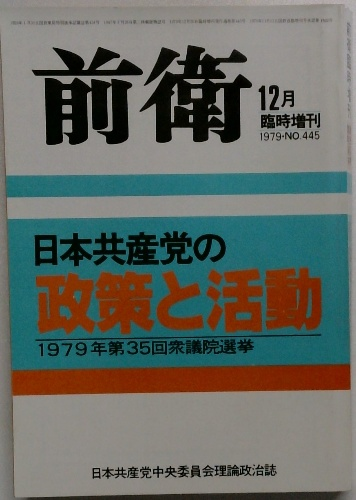 前衛
12月
臨時増刊
1979·NO.445
日本共産党の
政策と活動
1979年第35回衆議院選挙
日本共産党中央委員会理論政治誌